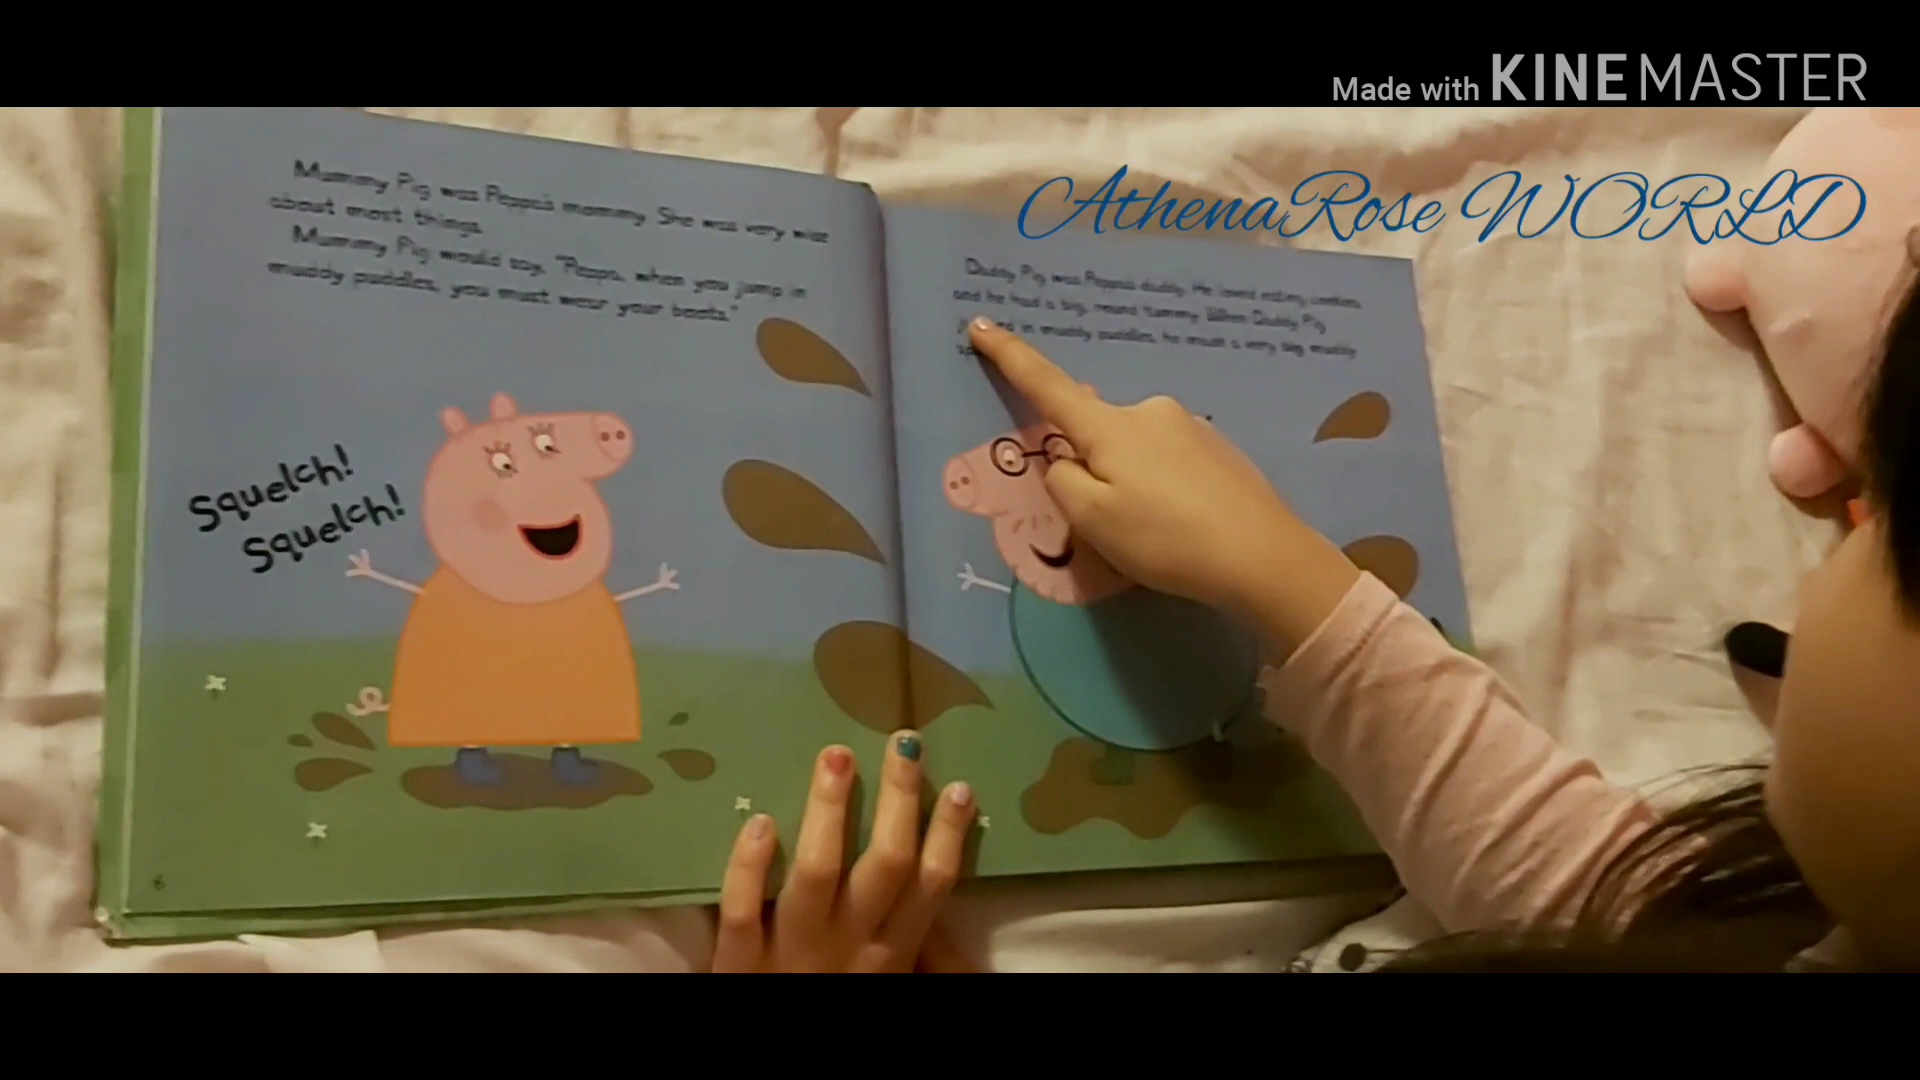 Made with KINEMASTER
AthenaRose WORLD
Mummy Pig was Peppa's mommy. She was very wise
about most things.
Mummy Pig would say, "Peppa, when you jump in
muddy puddles, you must wear your boots."
Squelch!
Squelch!
6
Daddy Pig was Peppa's daddy. He loved eating cookies
and he had a big, round tummy. When Daddy Pig
in muddy puddles, he made a very big muddy